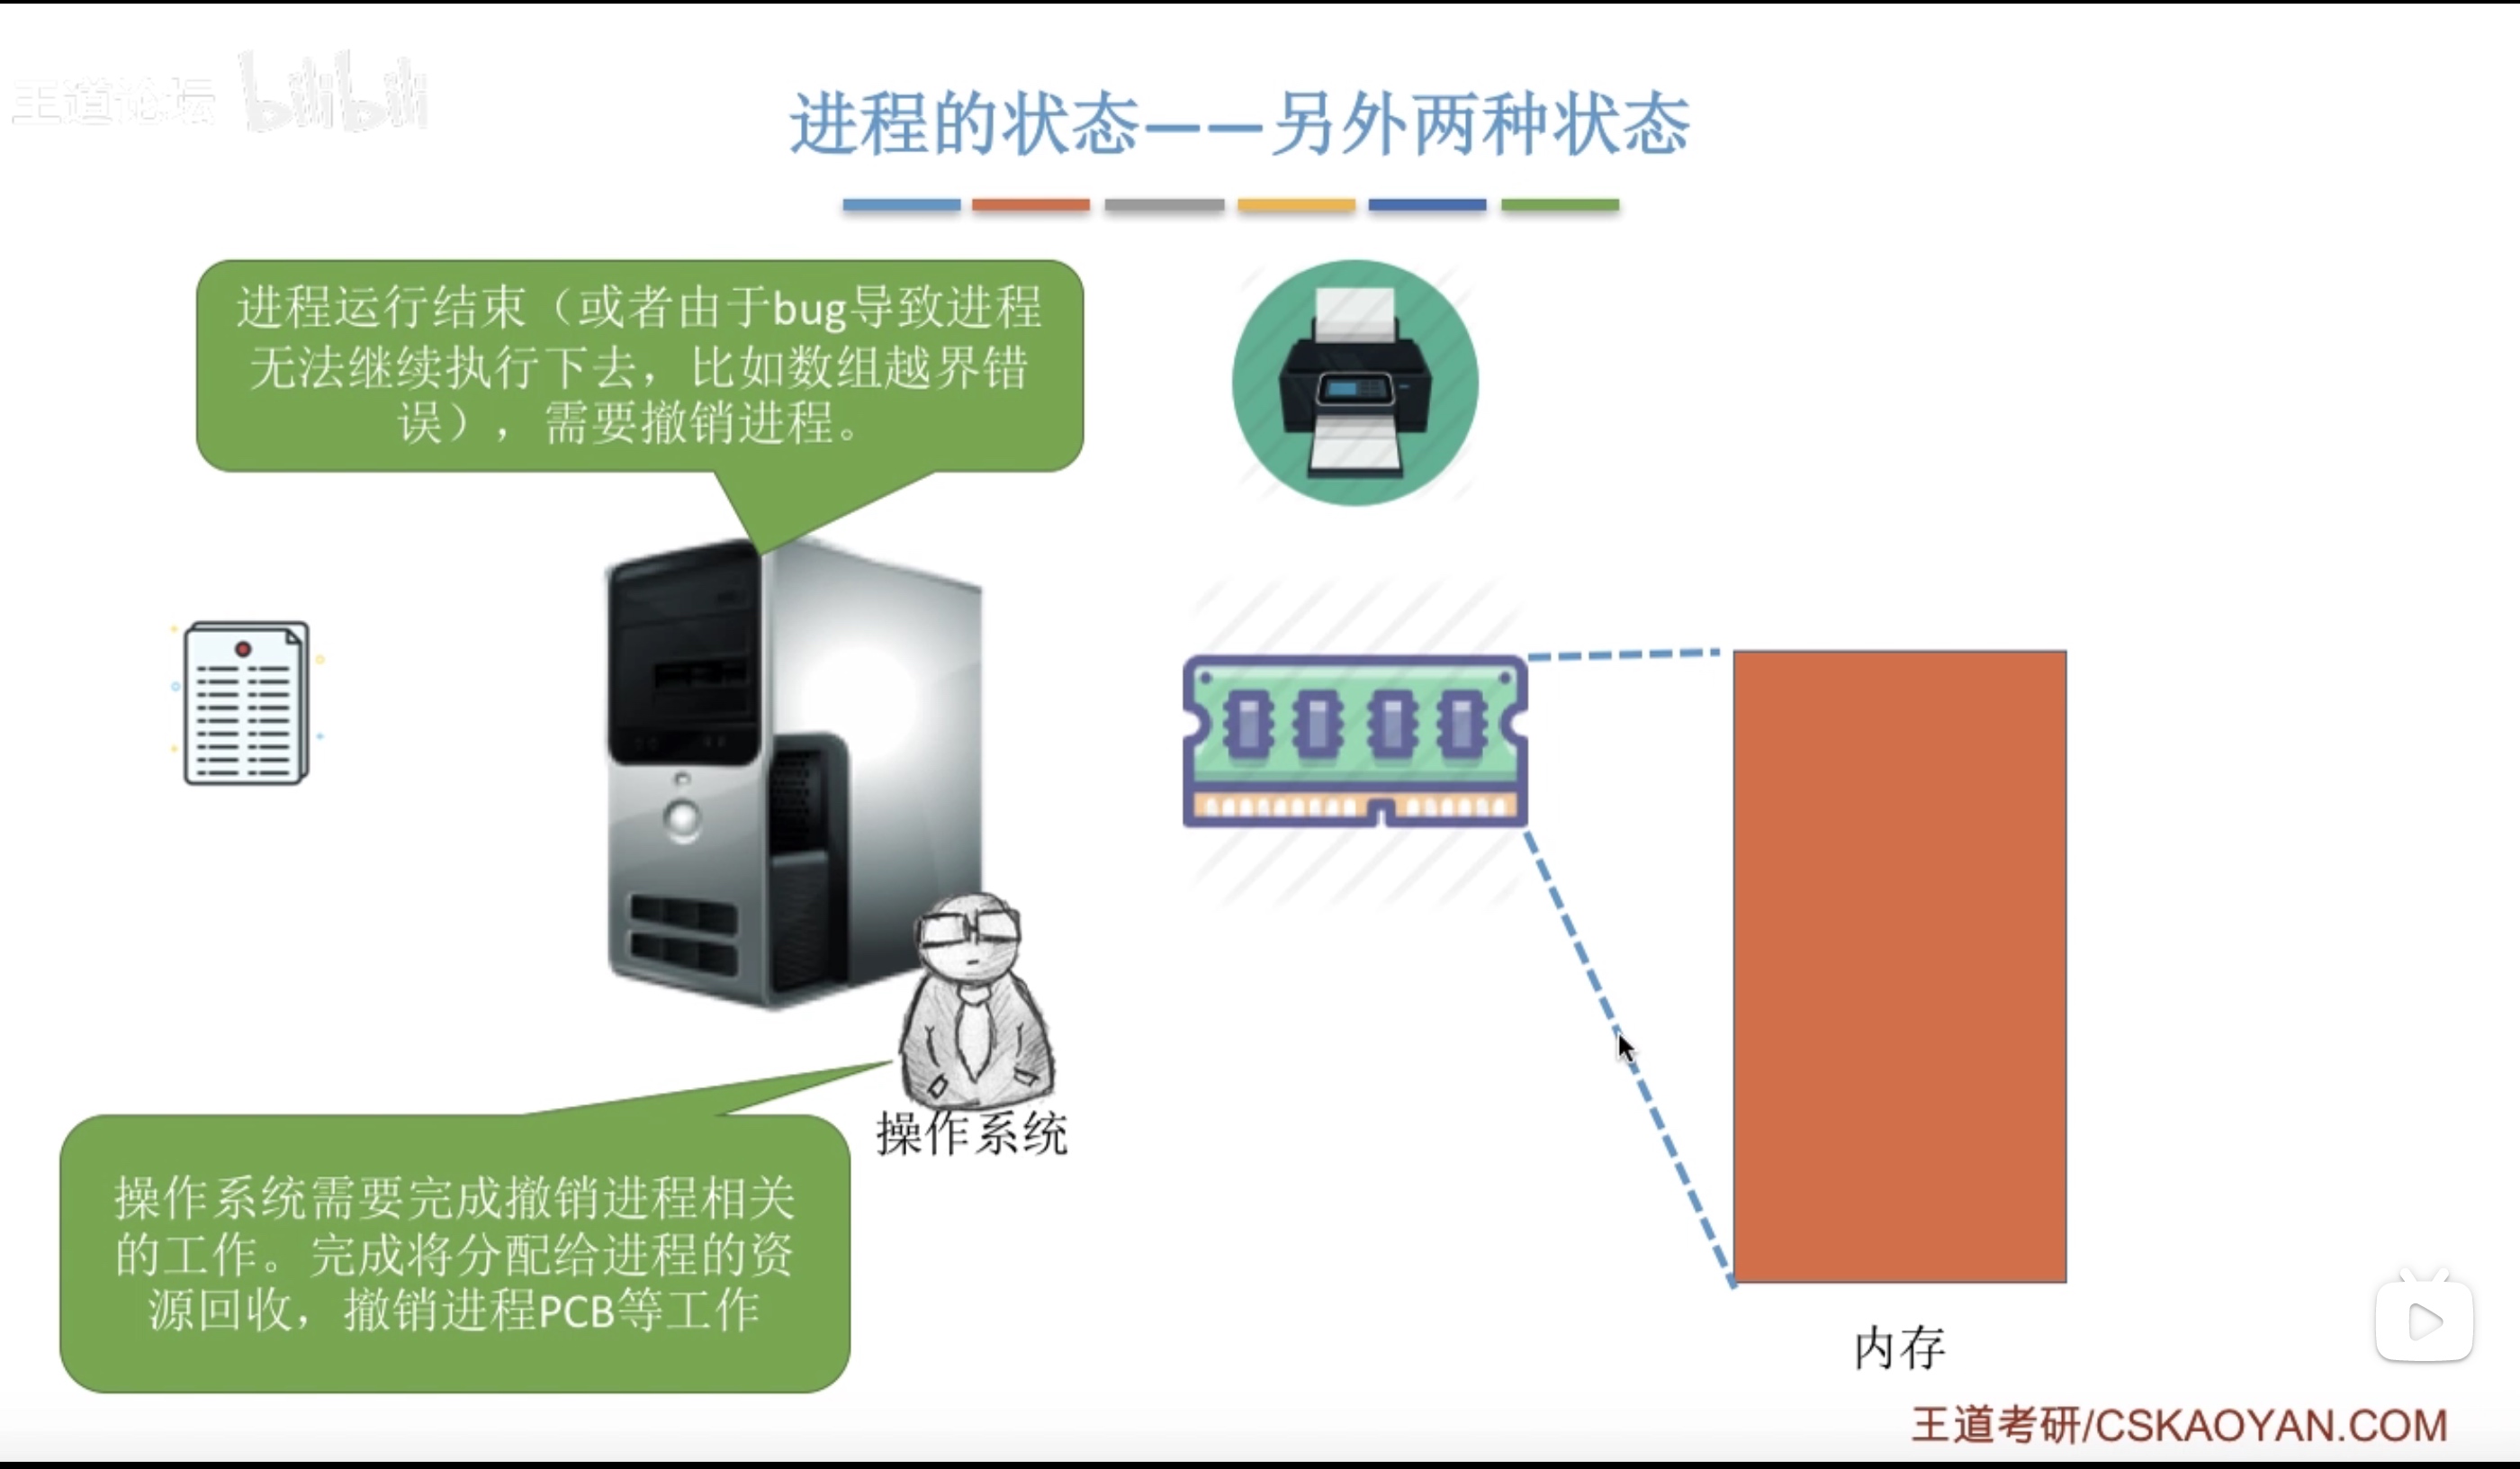 王道论坛 bilibili
进程的状态——另外两种状态
进程运行结束（或者由于bug导致进程
无法继续执行下去，比如数组越界错
误），需要撤销进程。
操作系统
操作系统需要完成撤销进程相关
的工作。完成将分配给进程的资
源回收，撤销进程PCB等工作
内存
王道考研/CSKAOYAN.COM